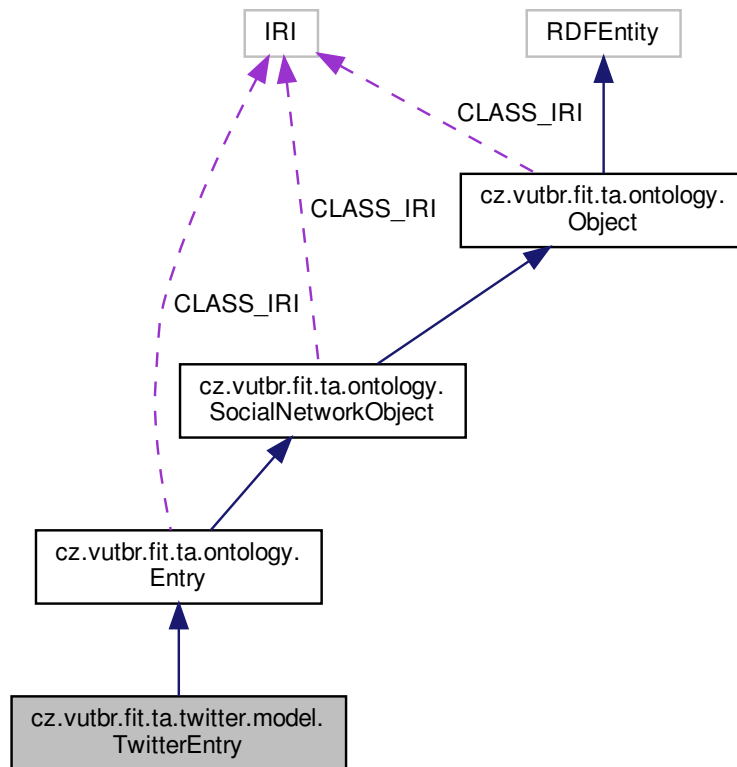 IRI
RDFEntity
CLASS_IRI
cz.vutbr.fit.ta.ontology.
Object
CLASS_IRI
CLASS_IRI
cz.vutbr.fit.ta.ontology.
SocialNetworkObject
cz.vutbr.fit.ta.ontology.
Entry
cz.vutbr.fit.ta.twitter.model.
TwitterEntry